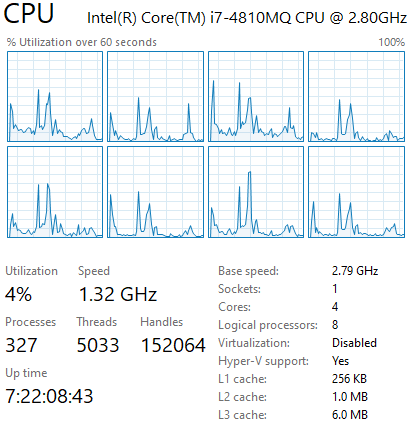 CPU Intel(R) Core(TM) i7-4810MQ CPU @ 2.80GHz
% Utilization over 60 seconds 100%
Utilization Speed
4% 1.32 GHz
Processes Threads Handles
327 5033 152064
Up time
7:22:08:43
Base speed: 2.79 GHz
Sockets: 1
Cores: 4
Logical processors: 8
Virtualization: Disabled
Hyper-V support: Yes
L1 cache: 256 KB
L2 cache: 1.0 MB
L3 cache: 6.0 MB